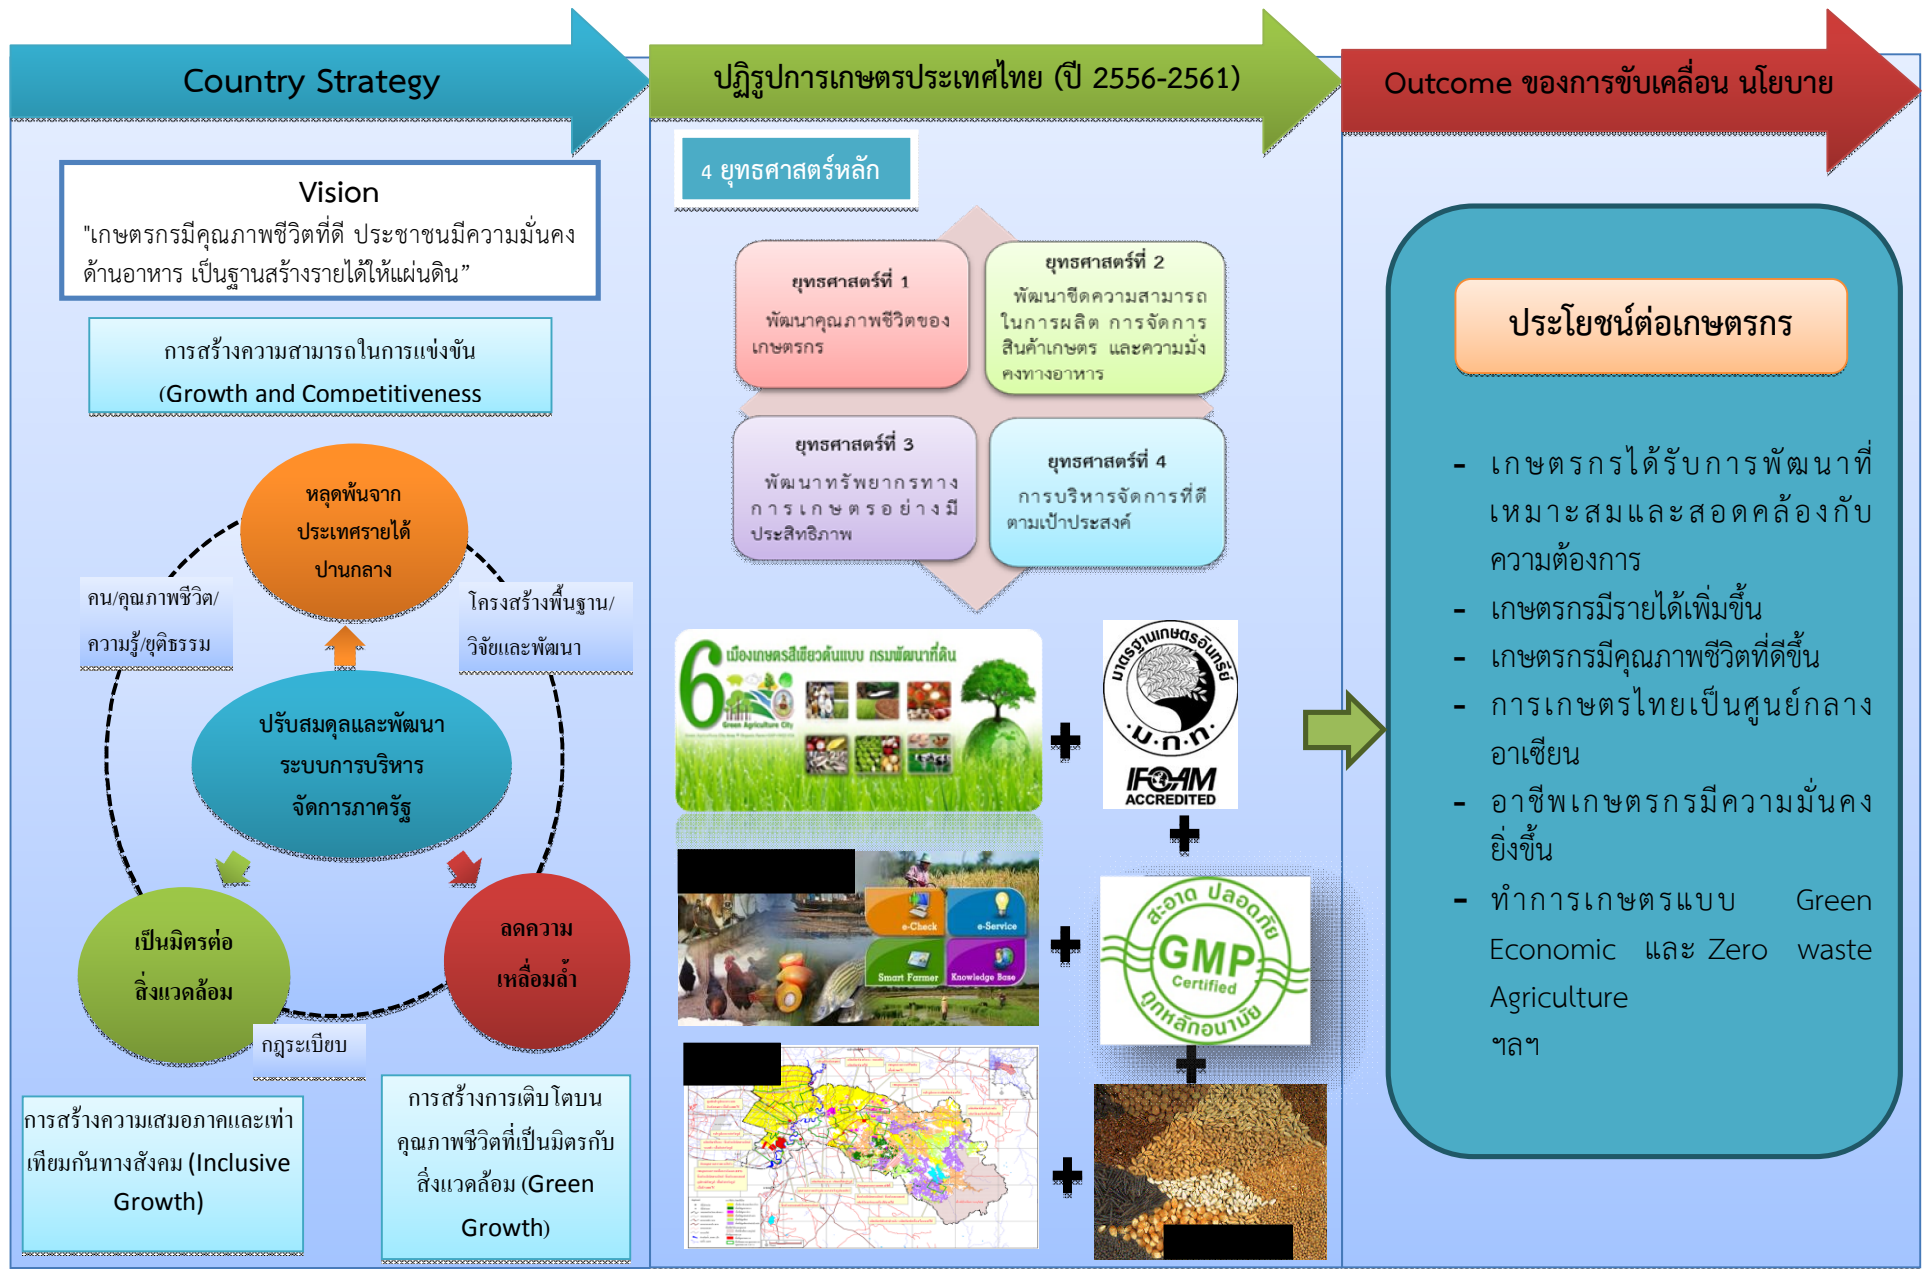 Country Strategy
Vision
"เกษตรกรมีคุณภาพชีวิตที่ดี ประชาชนมีความมั่นคง
ด้านอาหาร เป็นฐานสร้างรายได้ให้แผ่นดิน”
การสร้างความสามารถในการแข่งขัน
(Growth and Competitiveness
หลุดพ้นจาก
ประเทศรายได้
ปานกลาง
คน/คุณภาพชีวิต/
ความรู้/ยุติธรรม
โครงสร้างพื้นฐาน/
วิจัยและพัฒนา
ปรับสมดุลและพัฒนา
ระบบการบริหาร
จัดการภาครัฐ
เป็นมิตรต่อ
สิ่งแวดล้อม
ลดความ
เหลื่อมล้ำ
กฎระเบียบ
การสร้างความเสมอภาคและเท่า
เทียมกันทางสังคม (Inclusive
Growth)
การสร้างการเติบโตบน
คุณภาพชีวิตที่เป็นมิตรกับ
สิ่งแวดล้อม (Green
Growth)
ปฏิรูปการเกษตรประเทศไทย (ปี 2556-2561)
4 ยุทธศาสตร์หลัก
ยุทธศาสตร์ที่ 1
พัฒนาคุณภาพชีวิตของ
เกษตรกร
ยุทธศาสตร์ที่ 2
พัฒนาขีดความสามารถ
ในการผลิต การจัดการ
สินค้าเกษตร และความมั่ง
คงทางอาหาร
ยุทธศาสตร์ที่ 3
พัฒนาทรัพยากรทาง
การเกษตรอย่างมี
ประสิทธิภาพ
ยุทธศาสตร์ที่ 4
การบริหารจัดการที่ดี
ตามเป้าประสงค์
6 เมืองเกษตรสีเขียวต้นแบบ กรมพัฒนาที่ดิน
Green Agriculture City
มาตรฐานเกษตรอินทรีย์
ม.ก.ท.
IFOAM
ACCREDITED
e-Check
e-Service
Smart Farmer
Knowledge Base
สะอาด ปลอดภัย
GMP
Certified
ถูกหลักอนามัย
Outcome ของการขับเคลื่อน นโยบาย
ประโยชน์ต่อเกษตรกร
- เกษตรกรได้รับการพัฒนาที่
เหมาะสมและสอดคล้องกับ
ความต้องการ
- เกษตรกรมีรายได้เพิ่มขึ้น
- เกษตรกรมีคุณภาพชีวิตที่ดีขึ้น
- การเกษตรไทยเป็นศูนย์กลาง
อาเซียน
- อาชีพเกษตรกรมีความมั่นคง
ยิ่งขึ้น
- ทำการเกษตรแบบ Green
Economic และ Zero waste
Agriculture
ฯลฯ